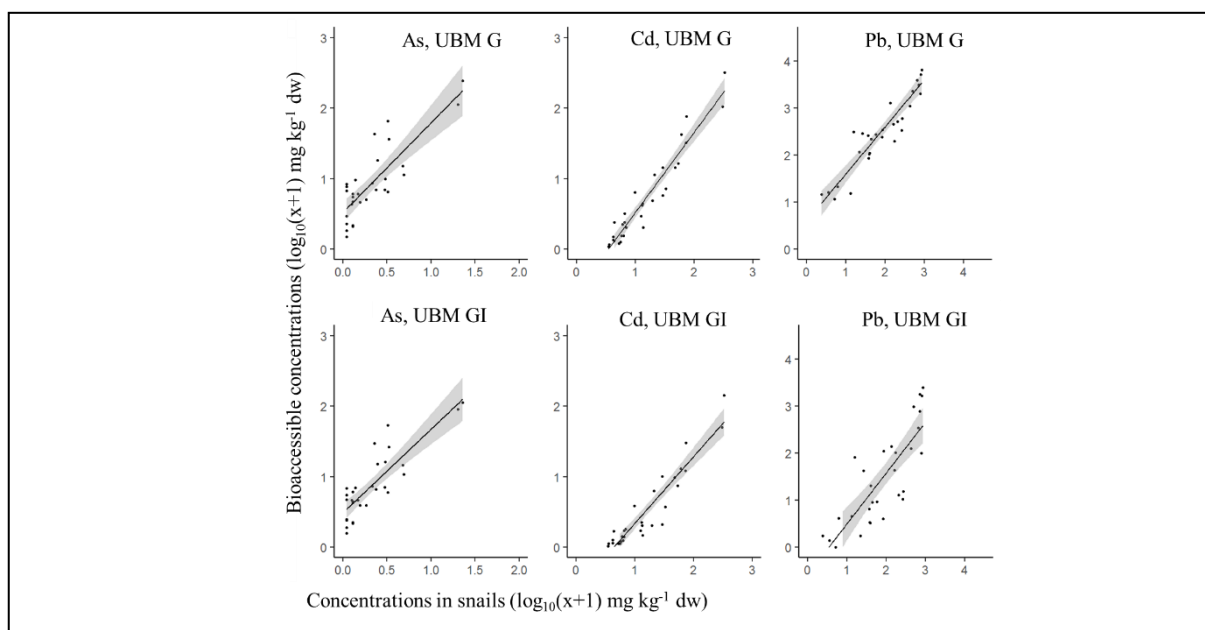 As, UBM G
Cd, UBM G
Pb, UBM G
3
2
1
0
0.0 0.5 1.0 1.5 2.0
3
2
1
0
0 1 2 3
4
3
2
1
0
0 1 2 3 4
As, UBM GI
Cd, UBM GI
Pb, UBM GI
3
2
1
0
0.0 0.5 1.0 1.5 2.0
3
2
1
0
0 1 2 3
4
3
2
1
0
0 1 2 3 4
Bioaccessible concentrations (log₁₀(x+1) mg kg⁻¹ dw)
Concentrations in snails (log₁₀(x+1) mg kg⁻¹ dw)